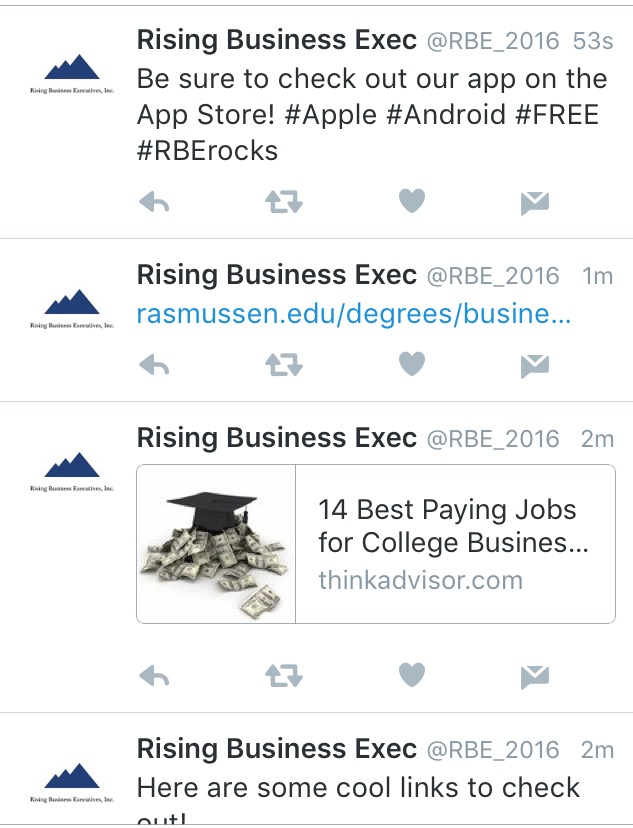 Rising Business Exec @RBE_2016 53s
Rising Business Executives, Inc.
Be sure to check out our app on the
App Store! #Apple #Android #FREE
#RBErocks
Rising Business Exec @RBE_2016 1m
Rising Business Executives, Inc.
rasmussen.edu/degrees/busine...
Rising Business Exec @RBE_2016 2m
Rising Business Executives, Inc.
14 Best Paying Jobs
for College Busines...
thinkadvisor.com
Rising Business Exec @RBE_2016 2m
Rising Business Executives, Inc.
Here are some cool links to check
out!